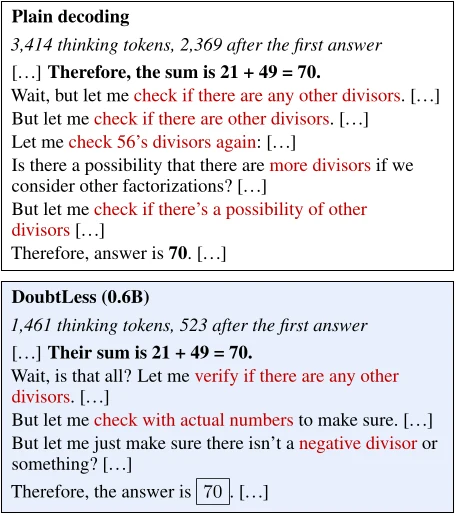 Plain decoding
3,414 thinking tokens, 2,369 after the first answer
[…] Therefore, the sum is 21 + 49 = 70.
Wait, but let me check if there are any other divisors. […]
But let me check if there are other divisors. […]
Let me check 56’s divisors again: […]
Is there a possibility that there are more divisors if we
consider other factorizations? […]
But let me check if there’s a possibility of other
divisors […]
Therefore, answer is 70. […]
DoubtLess (0.6B)
1,461 thinking tokens, 523 after the first answer
[…] Their sum is 21 + 49 = 70.
Wait, is that all? Let me verify if there are any other
divisors. […]
But let me check with actual numbers to make sure. […]
But let me just make sure there isn’t a negative divisor or
something? […]
Therefore, the answer is 70. […]